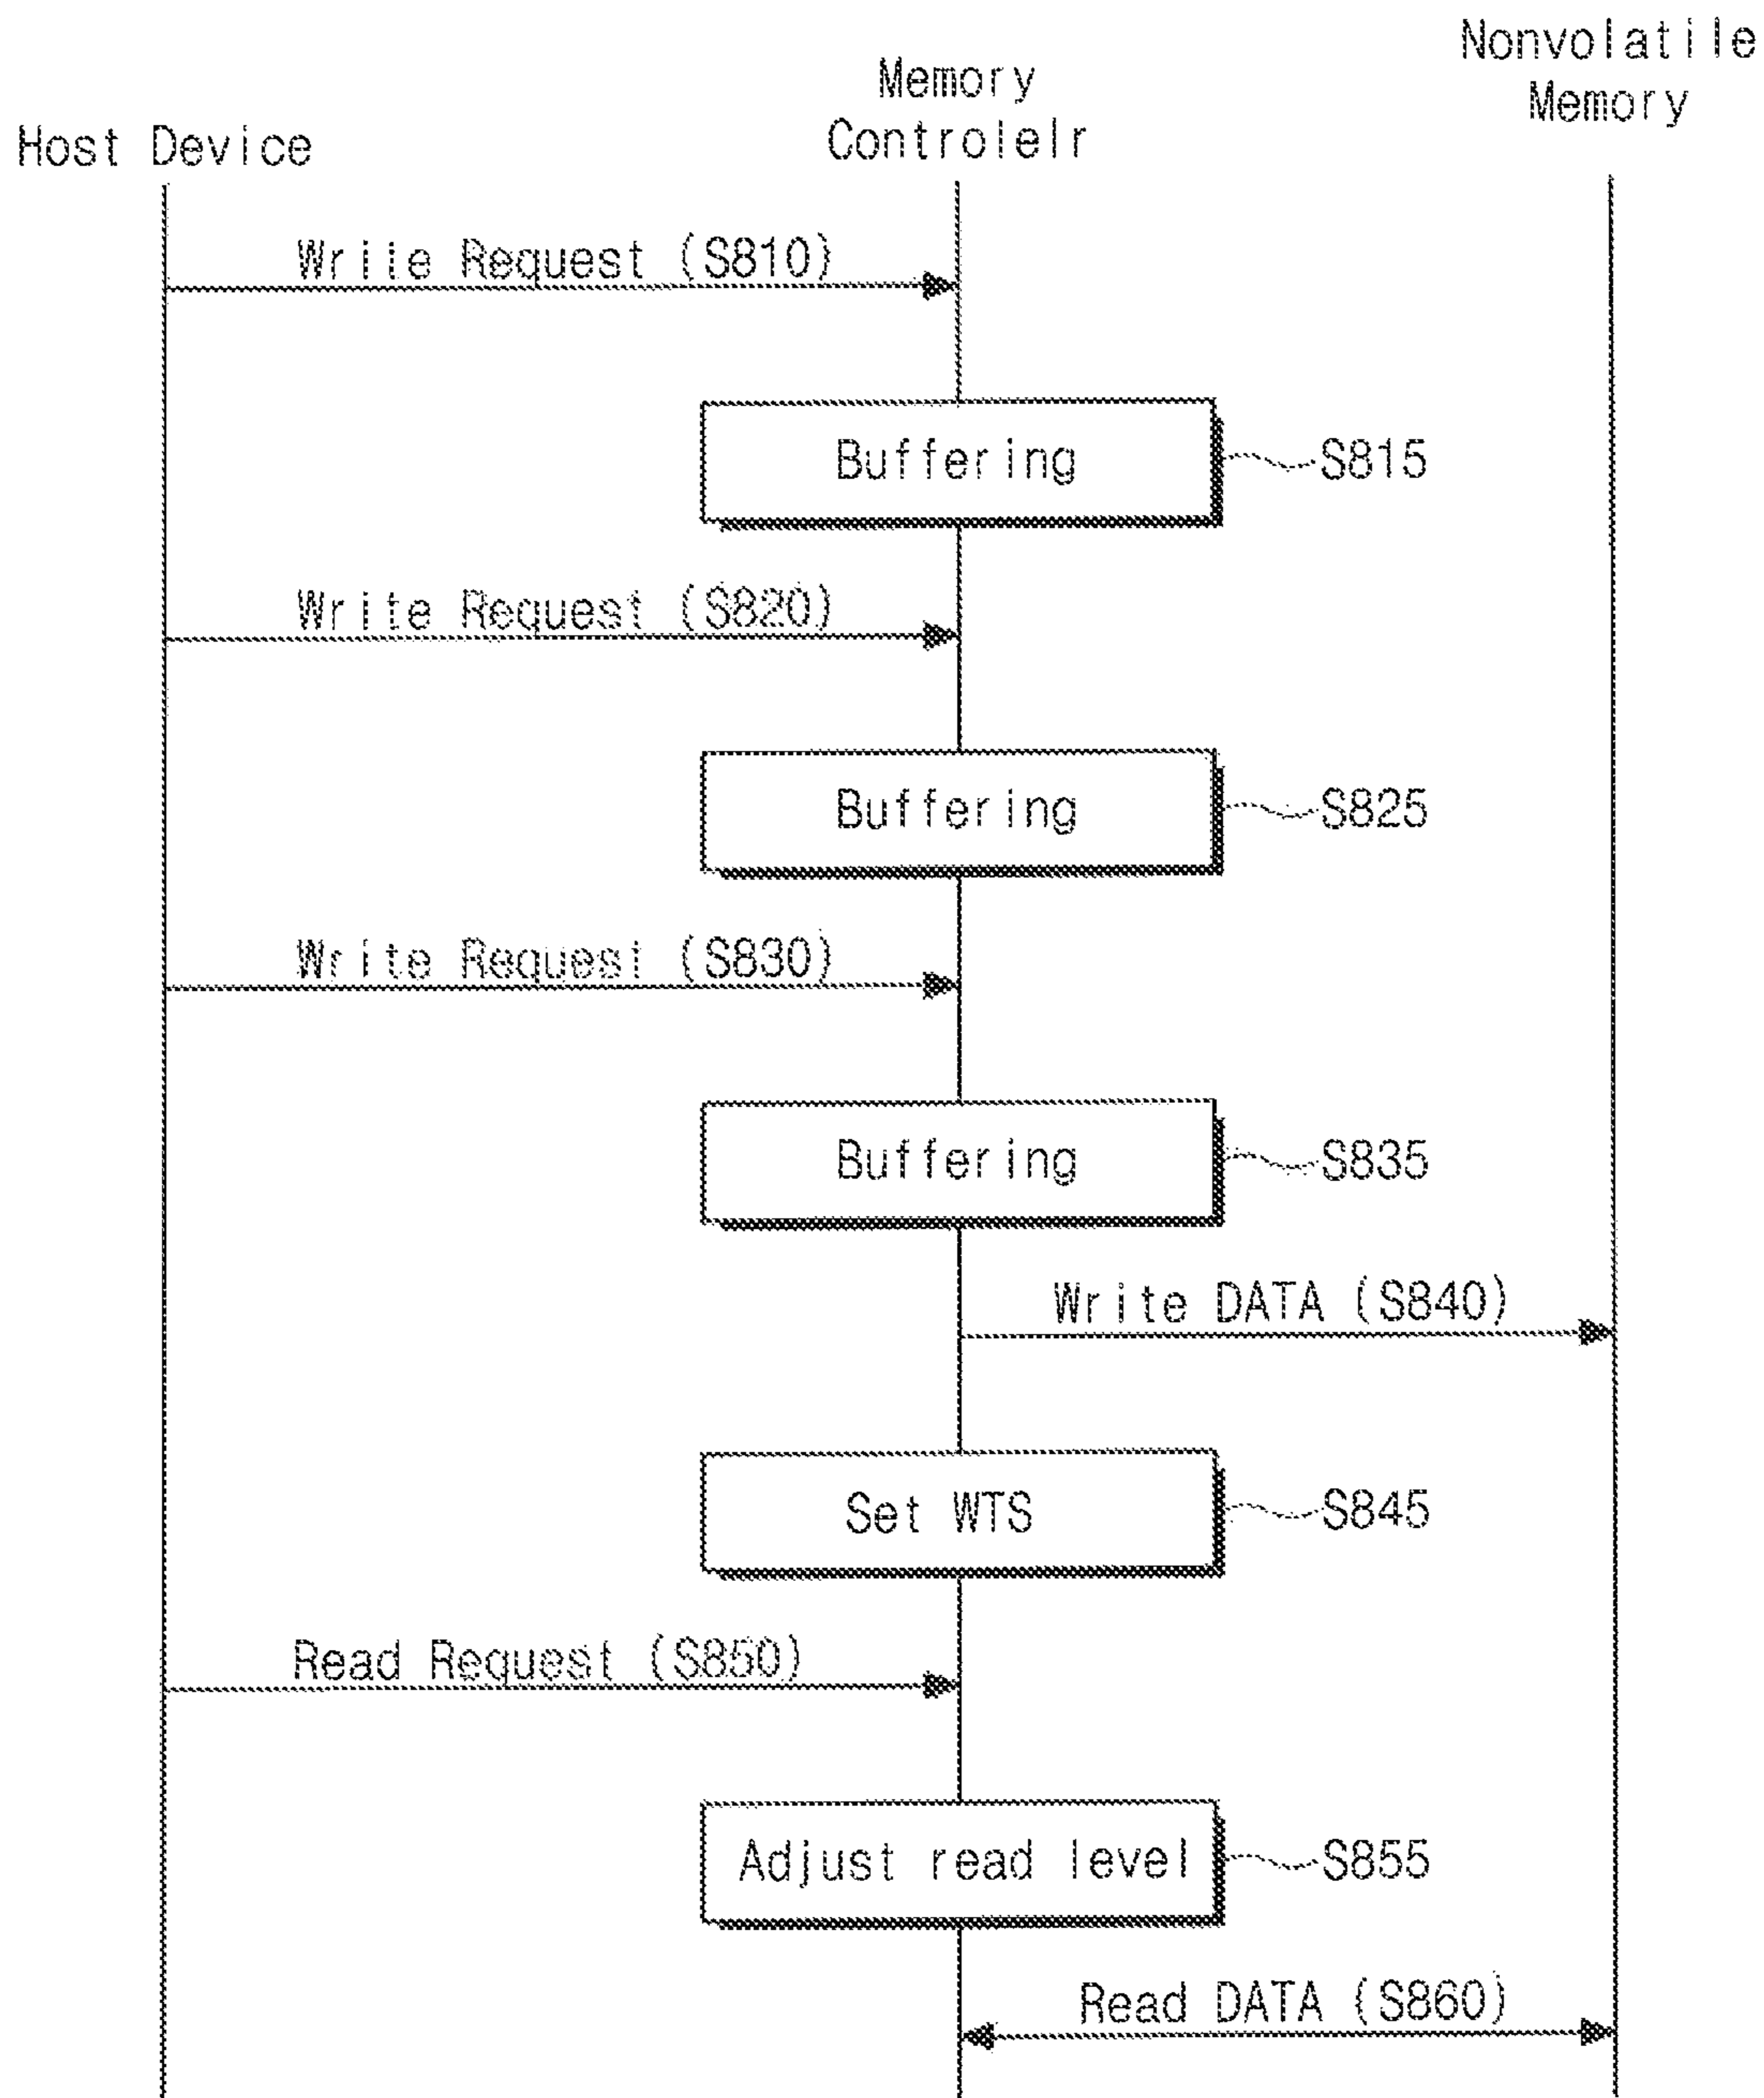 Host Device
Memory
Controlelr
Nonvolatile
Memory
Write Request (S810)
Buffering
S815
Write Request (S820)
Buffering
S825
Write Request (S830)
Buffering
S835
Write DATA (S840)
Set WTS
S845
Read Request (S850)
Adjust read level
S855
Read DATA (S860)